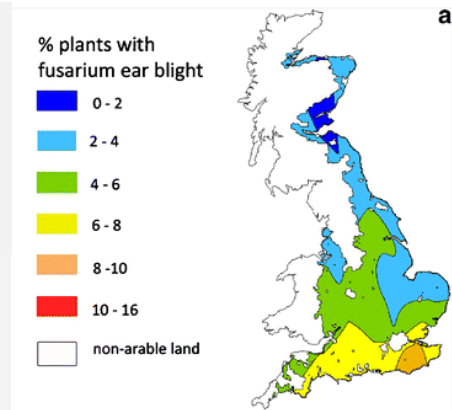 a
% plants with
fusarium ear blight
0 - 2
2 - 4
4 - 6
6 - 8
8 -10
10 - 16
non-arable land